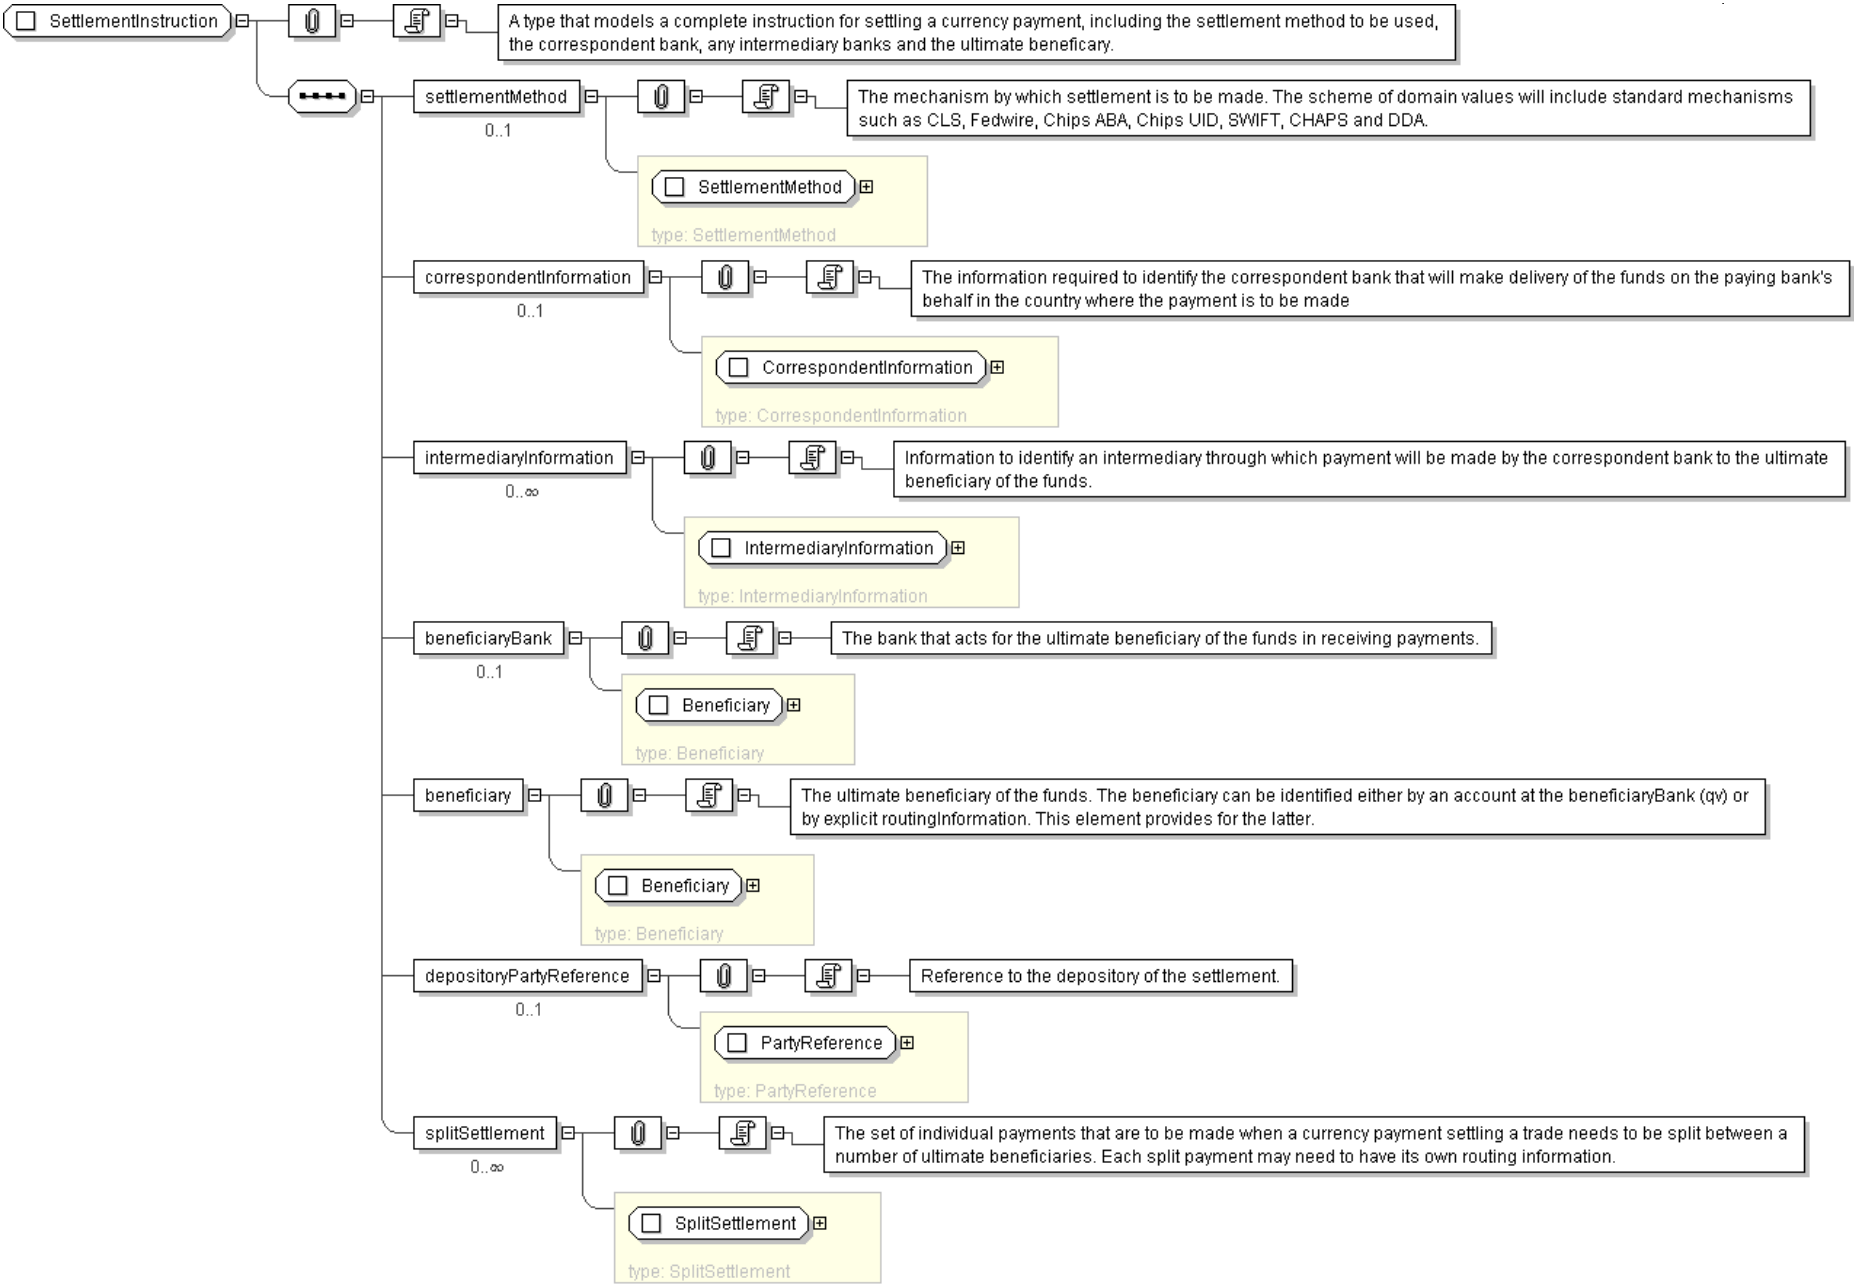 SettlementInstruction
A type that models a complete instruction for settling a currency payment, including the settlement method to be used,
the correspondent bank, any intermediary banks and the ultimate beneficary.
settlementMethod
0..1
The mechanism by which settlement is to be made. The scheme of domain values will include standard mechanisms
such as CLS, Fedwire, Chips ABA, Chips UID, SWIFT, CHAPS and DDA.
SettlementMethod
type: SettlementMethod
correspondentInformation
0..1
The information required to identify the correspondent bank that will make delivery of the funds on the paying bank's
behalf in the country where the payment is to be made
CorrespondentInformation
type: CorrespondentInformation
intermediaryInformation
0..∞
Information to identify an intermediary through which payment will be made by the correspondent bank to the ultimate
beneficiary of the funds.
IntermediaryInformation
type: IntermediaryInformation
beneficiaryBank
0..1
The bank that acts for the ultimate beneficiary of the funds in receiving payments.
Beneficiary
type: Beneficiary
beneficiary
The ultimate beneficiary of the funds. The beneficiary can be identified either by an account at the beneficiaryBank (qv) or
by explicit routingInformation. This element provides for the latter.
Beneficiary
type: Beneficiary
depositoryPartyReference
0..1
Reference to the depository of the settlement.
PartyReference
type: PartyReference
splitSettlement
0..∞
The set of individual payments that are to be made when a currency payment settling a trade needs to be split between a
number of ultimate beneficiaries. Each split payment may need to have its own routing information.
SplitSettlement
type: SplitSettlement